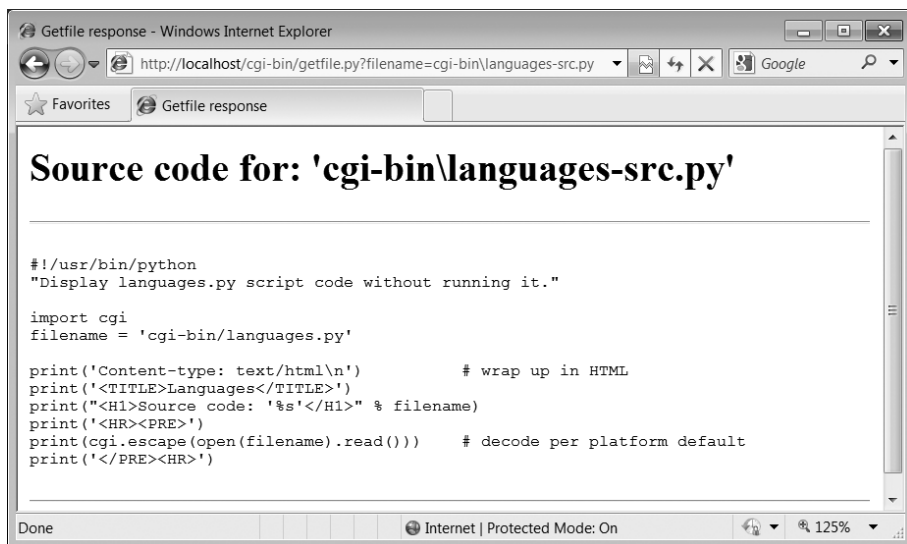 Getfile response - Windows Internet Explorer
http://localhost/cgi-bin/getfile.py?filename=cgi-bin\languages-src.py
Google
Favorites
Getfile response
Source code for: 'cgi-bin\languages-src.py'
#!/usr/bin/python
"Display languages.py script code without running it."
import cgi
filename = 'cgi-bin/languages.py'
print('Content-type: text/html\n')           # wrap up in HTML
print('<TITLE>Languages</TITLE>')
print("<H1>Source code: '%s'</H1>" % filename)
print('<HR><PRE>')
print(cgi.escape(open(filename).read()))     # decode per platform default
print('</PRE><HR>')
Done
Internet | Protected Mode: On
125%